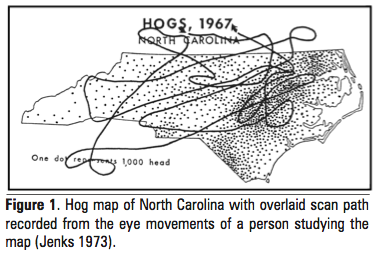 HOGS, 1967
NORTH CAROLINA
One dot represents 1,000 head
Figure 1. Hog map of North Carolina with overlaid scan path
recorded from the eye movements of a person studying the
map (Jenks 1973).